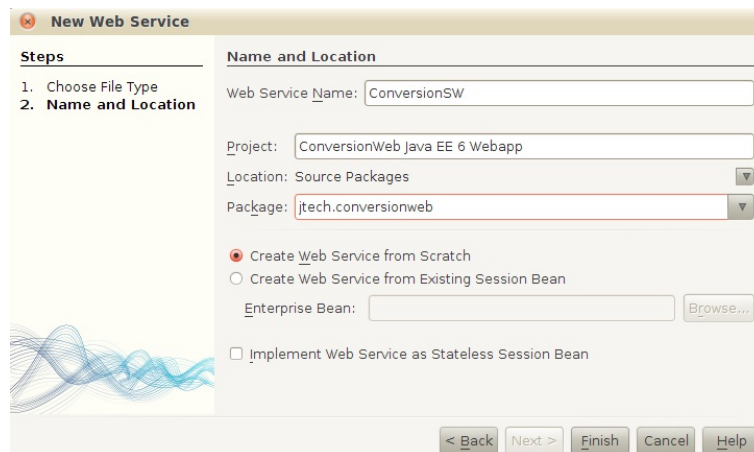 New Web Service
Steps
1. Choose File Type
2. Name and Location
Name and Location
Web Service Name: ConversionSW
Project: ConversionWeb Java EE 6 Webapp
Location: Source Packages
Package: jtech.conversionweb
Create Web Service from Scratch
Create Web Service from Existing Session Bean
Enterprise Bean: Browse...
Implement Web Service as Stateless Session Bean
< Back Next > Finish Cancel Help